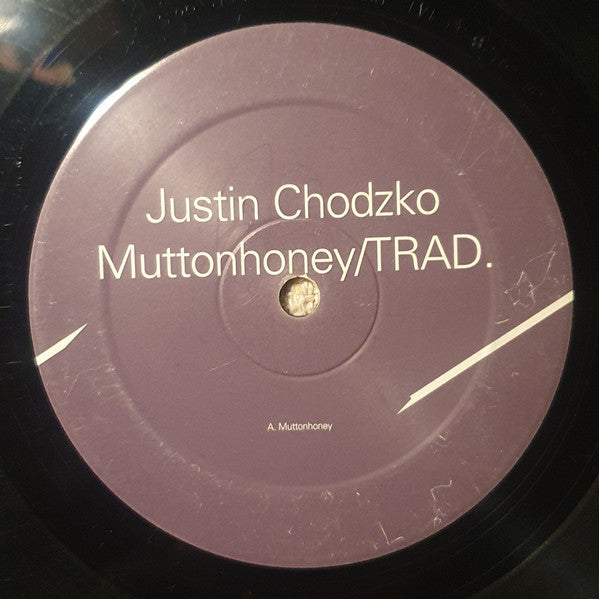 Justin Chodzko
Muttonhoney/TRAD.
A. Muttonhoney